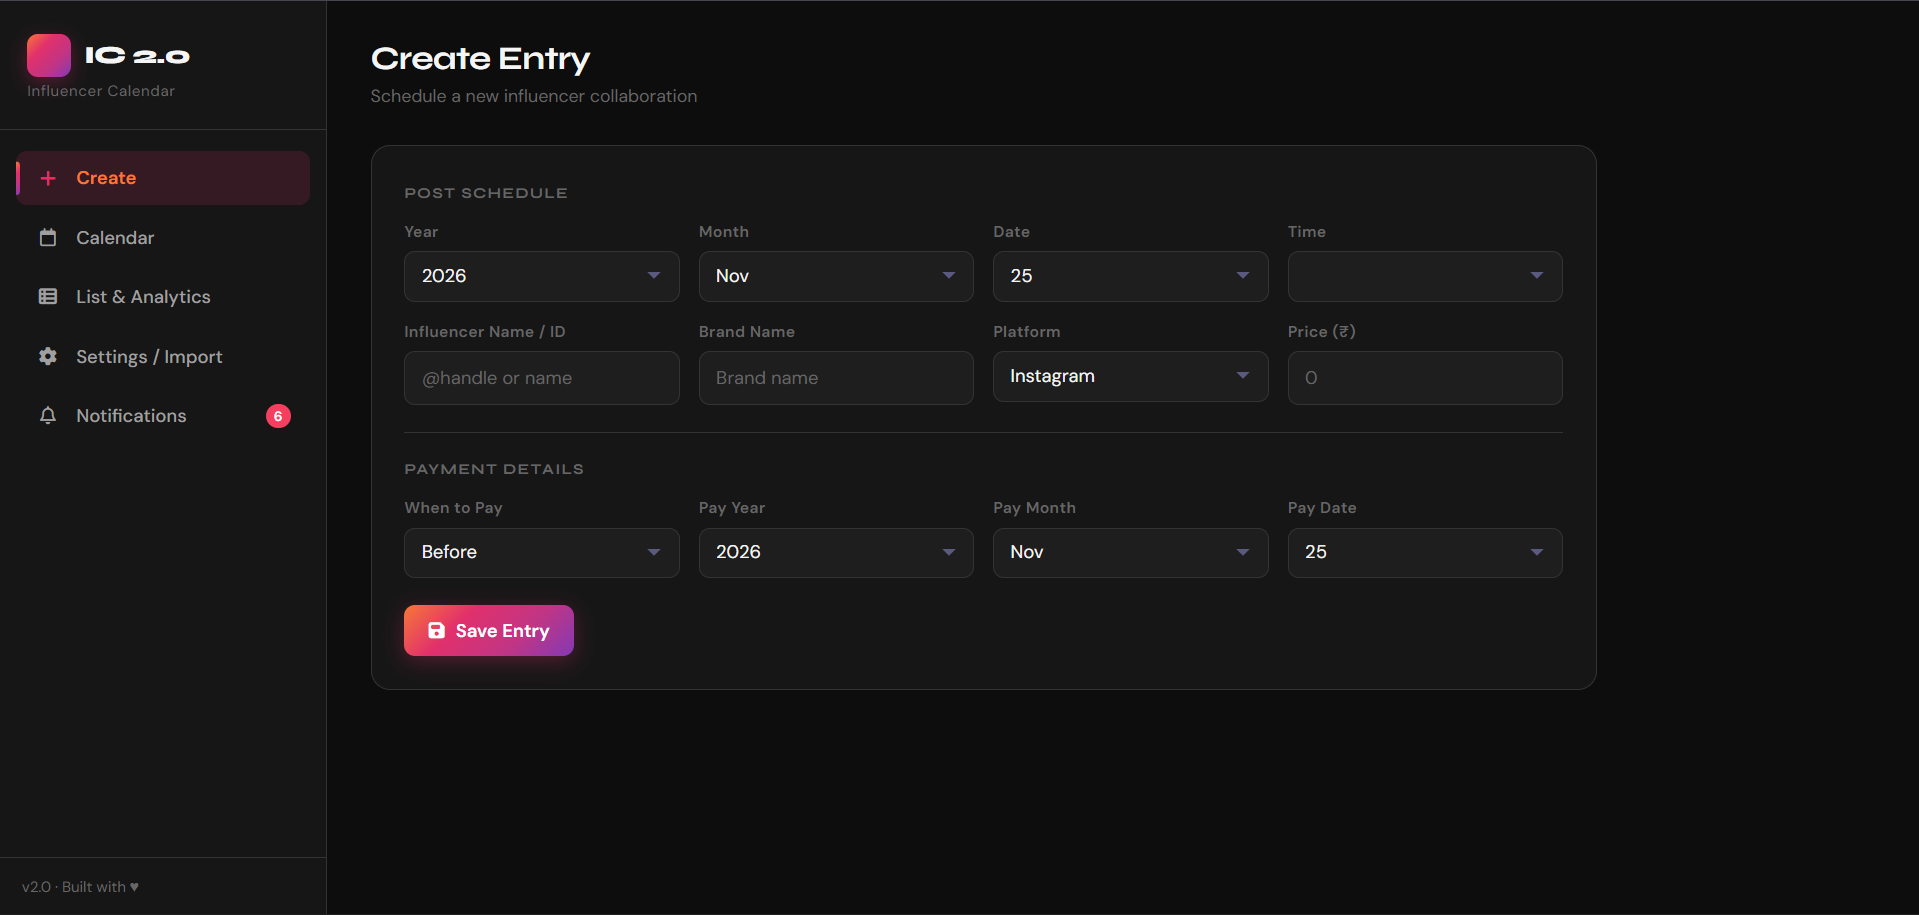 IC 2.0
Influencer Calendar
Create
Calendar
List & Analytics
Settings / Import
Notifications 6
v2.0 · Built with ♥
Create Entry
Schedule a new influencer collaboration
POST SCHEDULE
Year Month Date Time
2026 Nov 25
Influencer Name / ID Brand Name Platform Price (₹)
@handle or name Brand name Instagram 0
PAYMENT DETAILS
When to Pay Pay Year Pay Month Pay Date
Before 2026 Nov 25
Save Entry